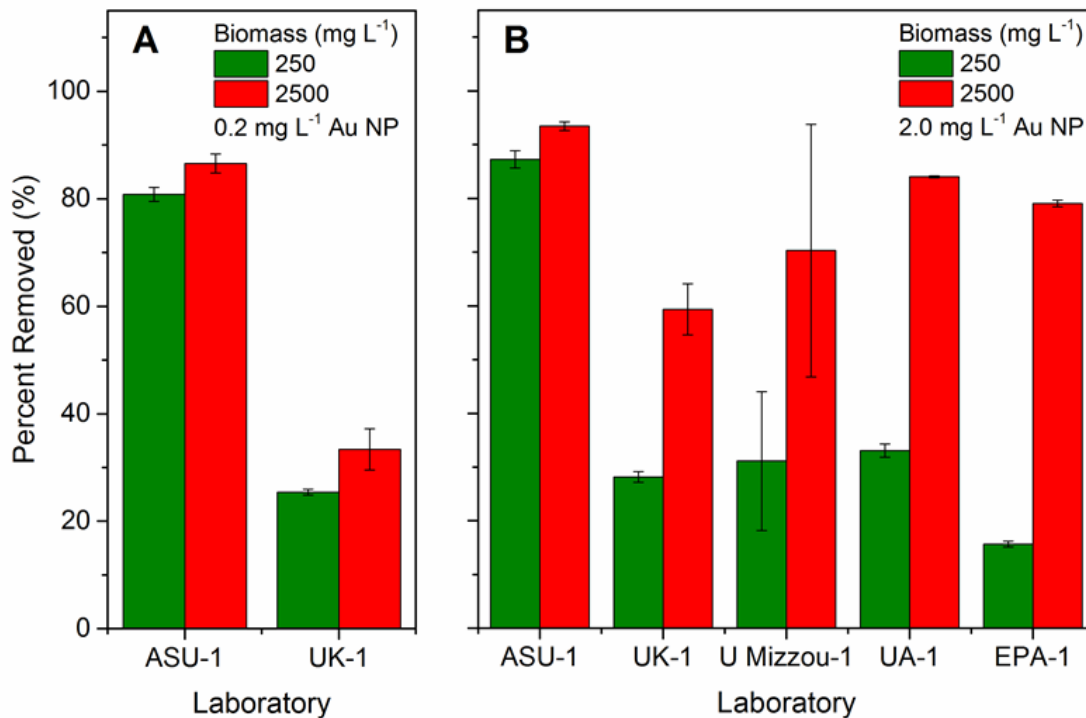 A
Biomass (mg L⁻¹)
250
2500
0.2 mg L⁻¹ Au NP
B
Biomass (mg L⁻¹)
250
2500
2.0 mg L⁻¹ Au NP
Percent Removed (%)
100
80
60
40
20
0
ASU-1 UK-1
Laboratory
ASU-1 UK-1 U Mizzou-1 UA-1 EPA-1
Laboratory